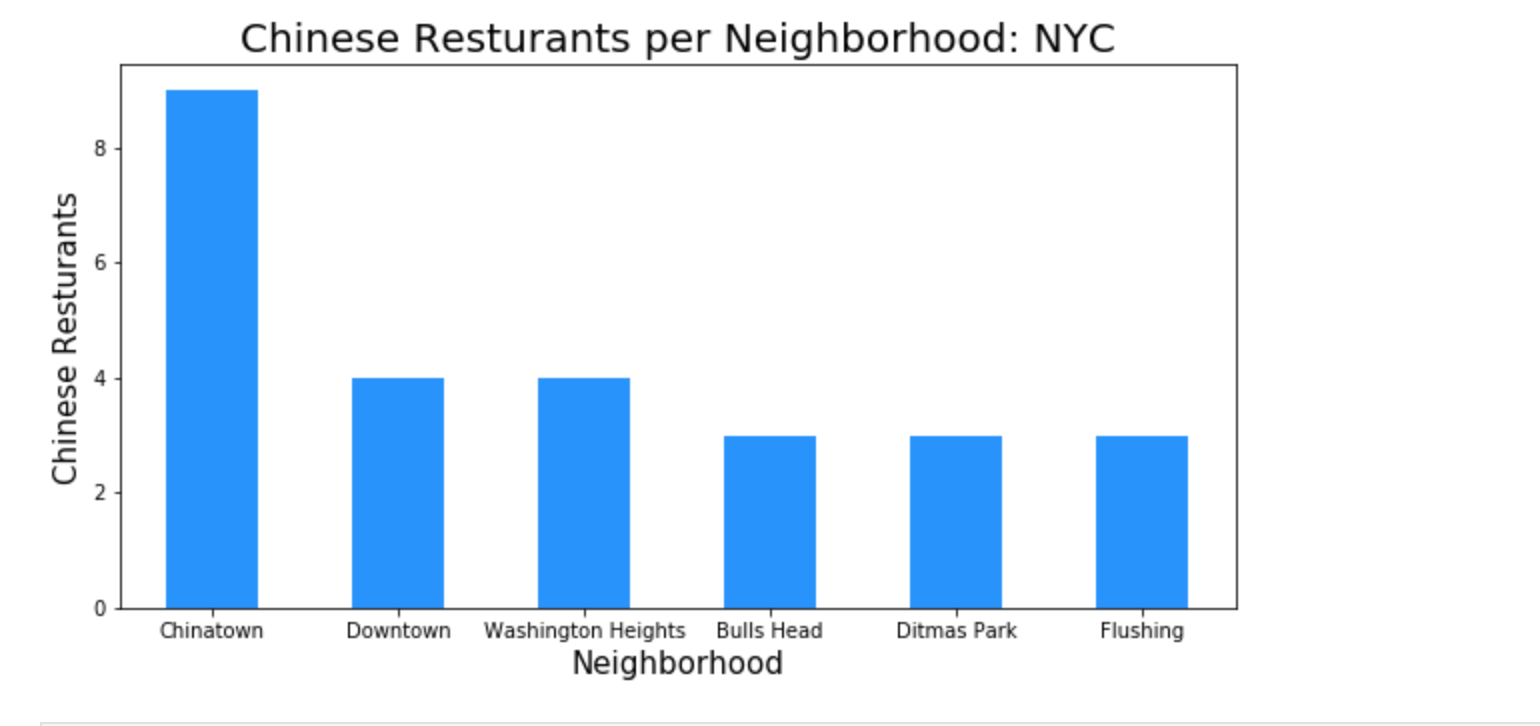 Chinese Resturants per Neighborhood: NYC
Chinese Resturants
8
6
4
2
0
Chinatown Downtown Washington Heights Bulls Head Ditmas Park Flushing
Neighborhood